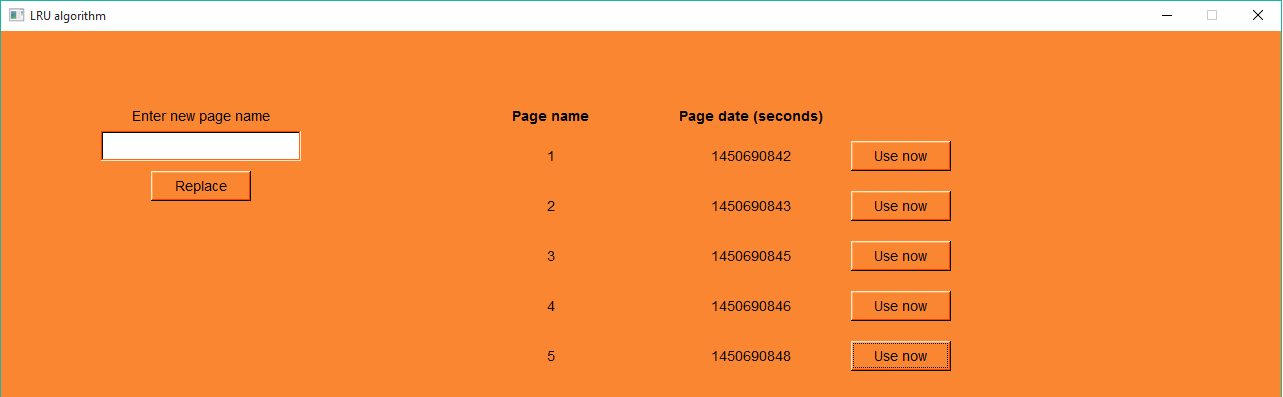 LRU algorithm
Enter new page name
Replace
Page name Page date (seconds)
1 1450690842 Use now
2 1450690843 Use now
3 1450690845 Use now
4 1450690846 Use now
5 1450690848 Use now